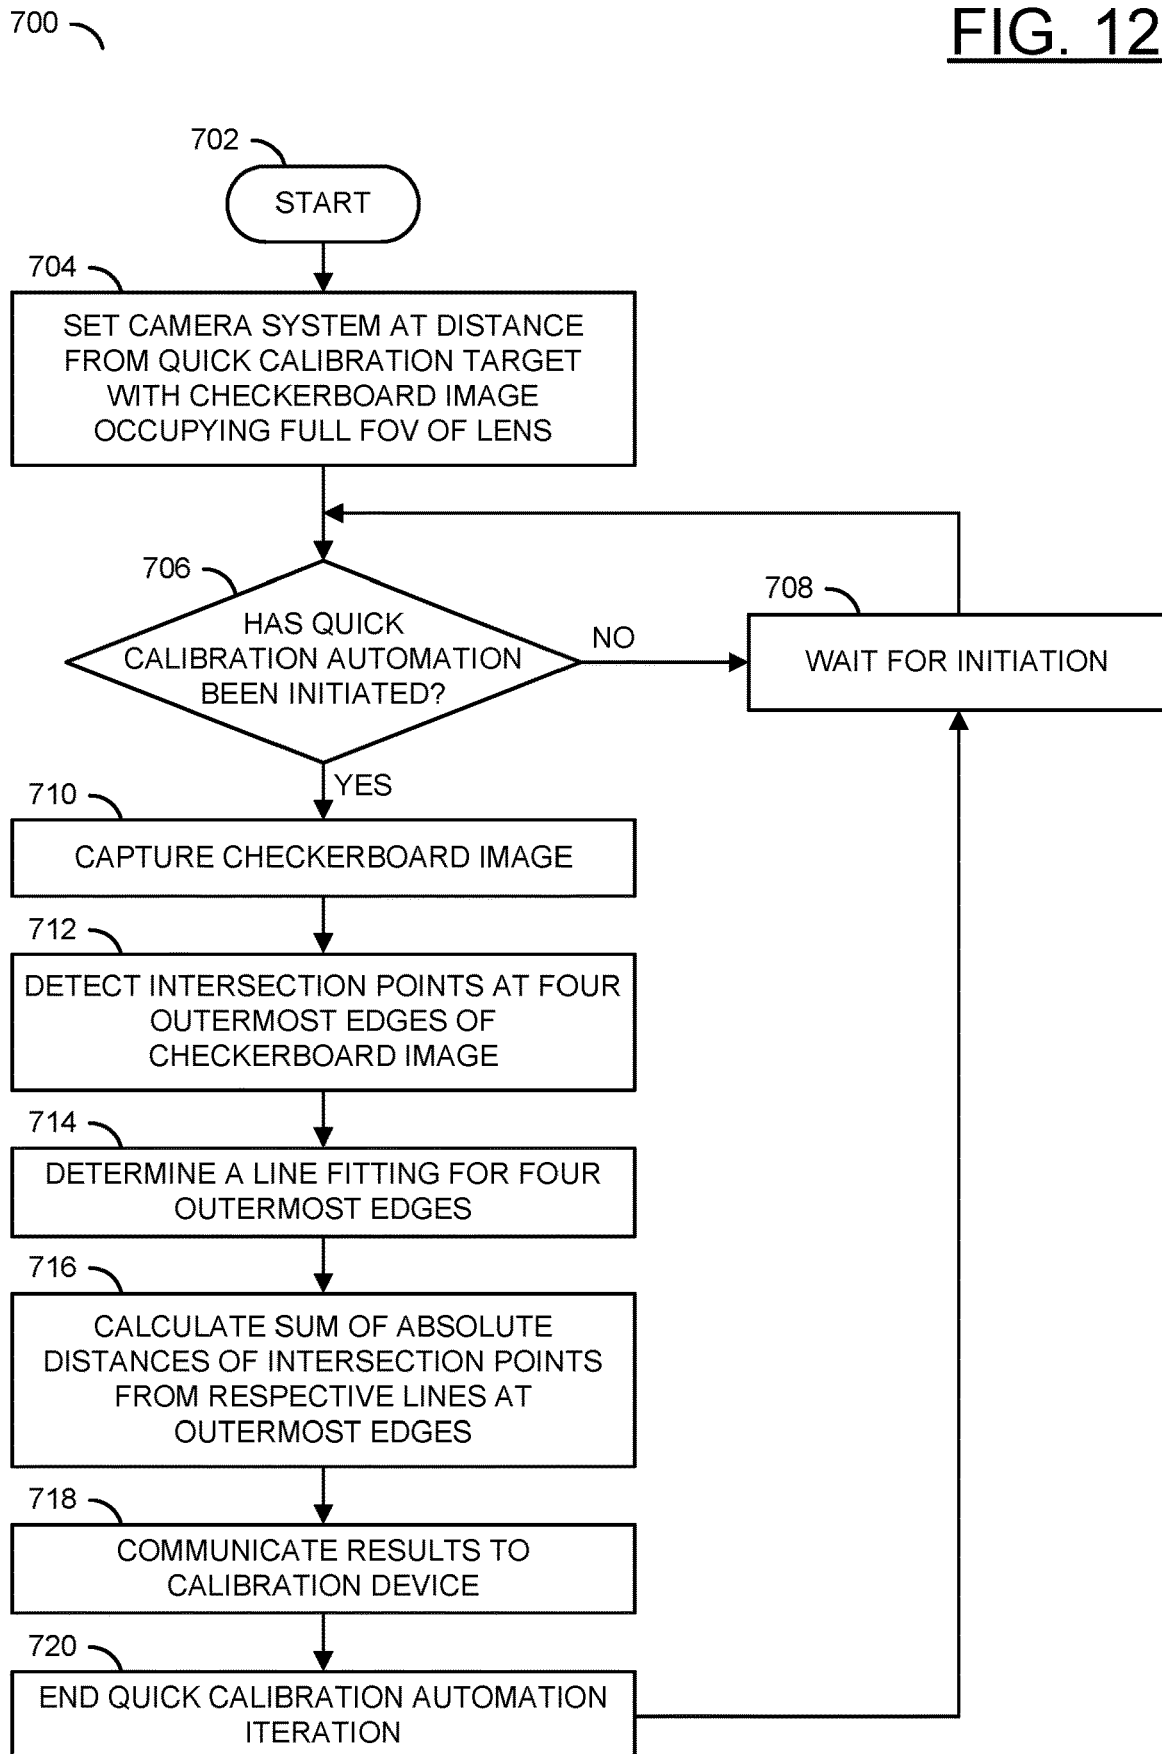 700
FIG. 12
702
START
704
SET CAMERA SYSTEM AT DISTANCE
FROM QUICK CALIBRATION TARGET
WITH CHECKERBOARD IMAGE
OCCUPYING FULL FOV OF LENS
706
HAS QUICK
CALIBRATION AUTOMATION
BEEN INITIATED?
NO
708
WAIT FOR INITIATION
YES
710
CAPTURE CHECKERBOARD IMAGE
712
DETECT INTERSECTION POINTS AT FOUR
OUTERMOST EDGES OF
CHECKERBOARD IMAGE
714
DETERMINE A LINE FITTING FOR FOUR
OUTERMOST EDGES
716
CALCULATE SUM OF ABSOLUTE
DISTANCES OF INTERSECTION POINTS
FROM RESPECTIVE LINES AT
OUTERMOST EDGES
718
COMMUNICATE RESULTS TO
CALIBRATION DEVICE
720
END QUICK CALIBRATION AUTOMATION
ITERATION